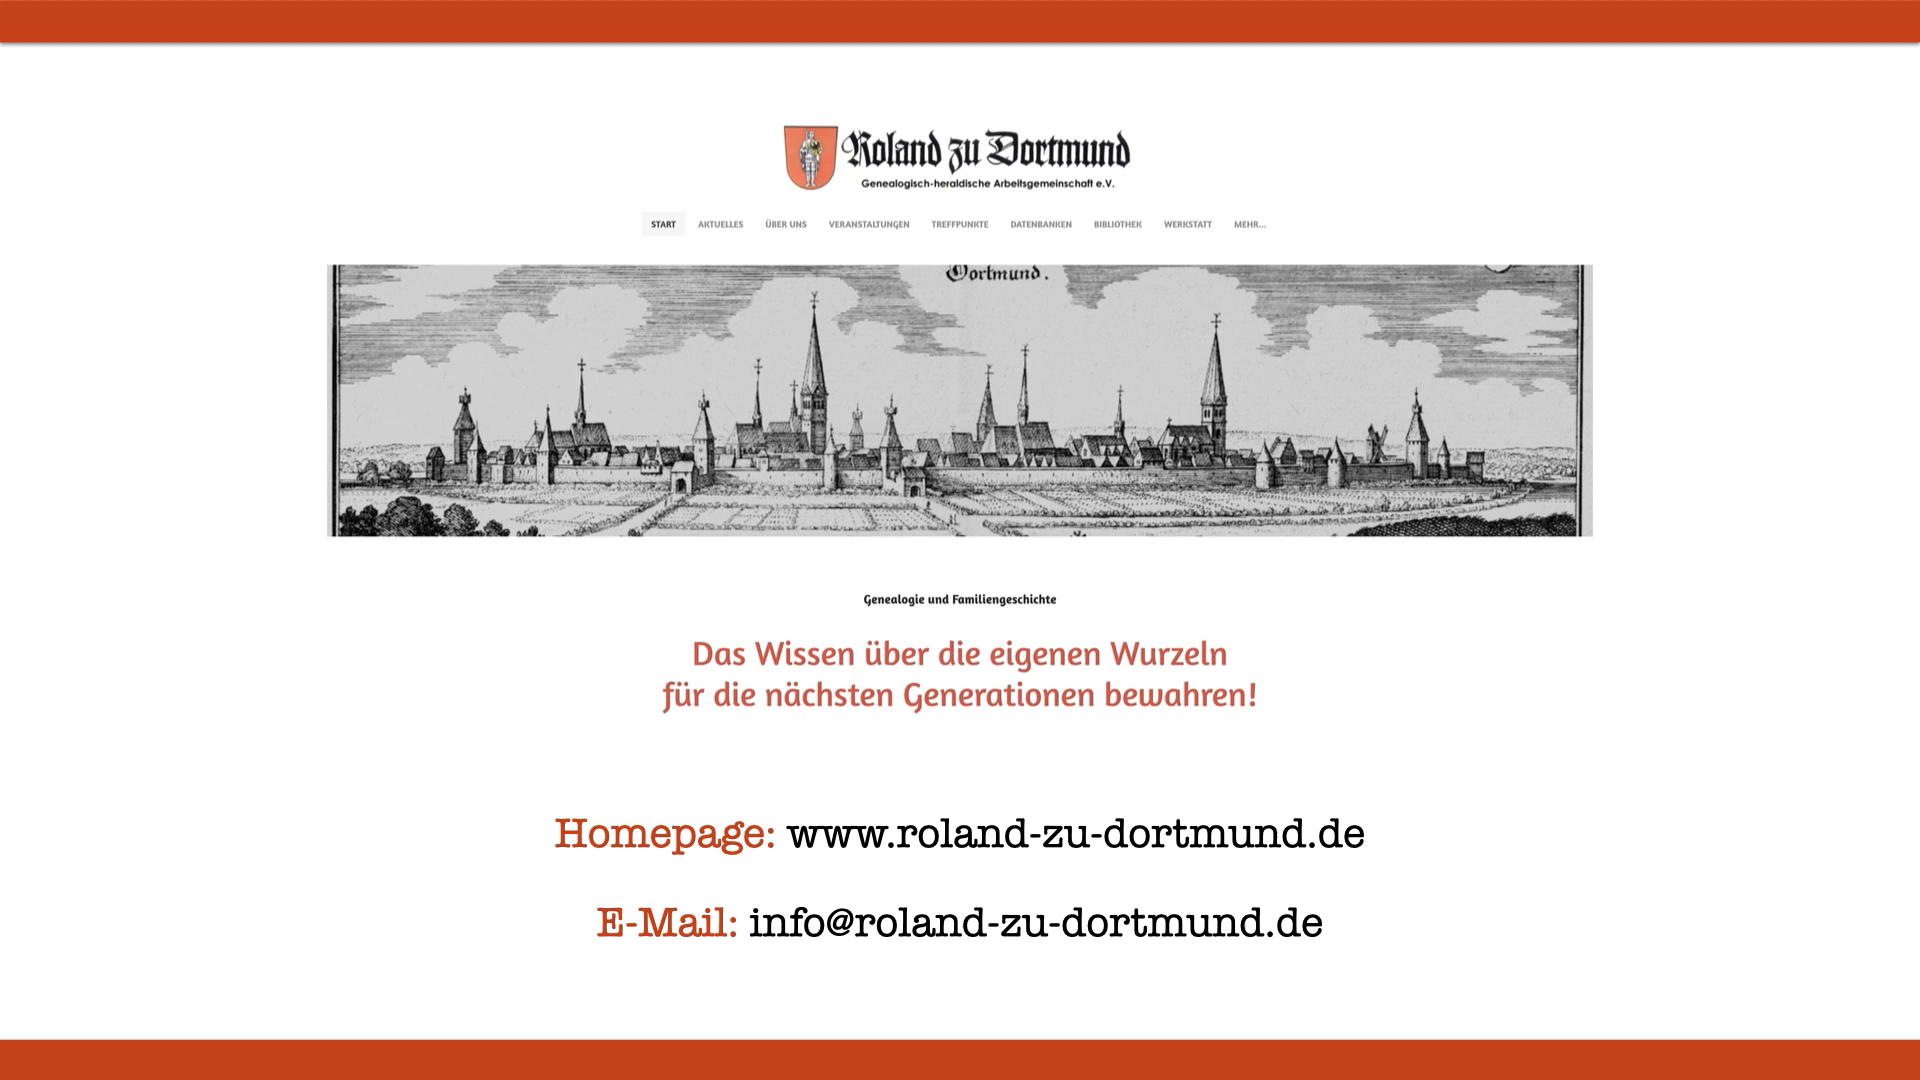 Roland zu Dortmund
Genealogisch-heraldische Arbeitsgemeinschaft e.V.
START AKTUELLES ÜBER UNS VERANSTALTUNGEN TREFFPUNKTE DATENBANKEN BIBLIOTHEK WERKSTATT MEHR...
Dortmund.
Genealogie und Familiengeschichte
Das Wissen über die eigenen Wurzeln
für die nächsten Generationen bewahren!
Homepage: www.roland-zu-dortmund.de
E-Mail: info@roland-zu-dortmund.de